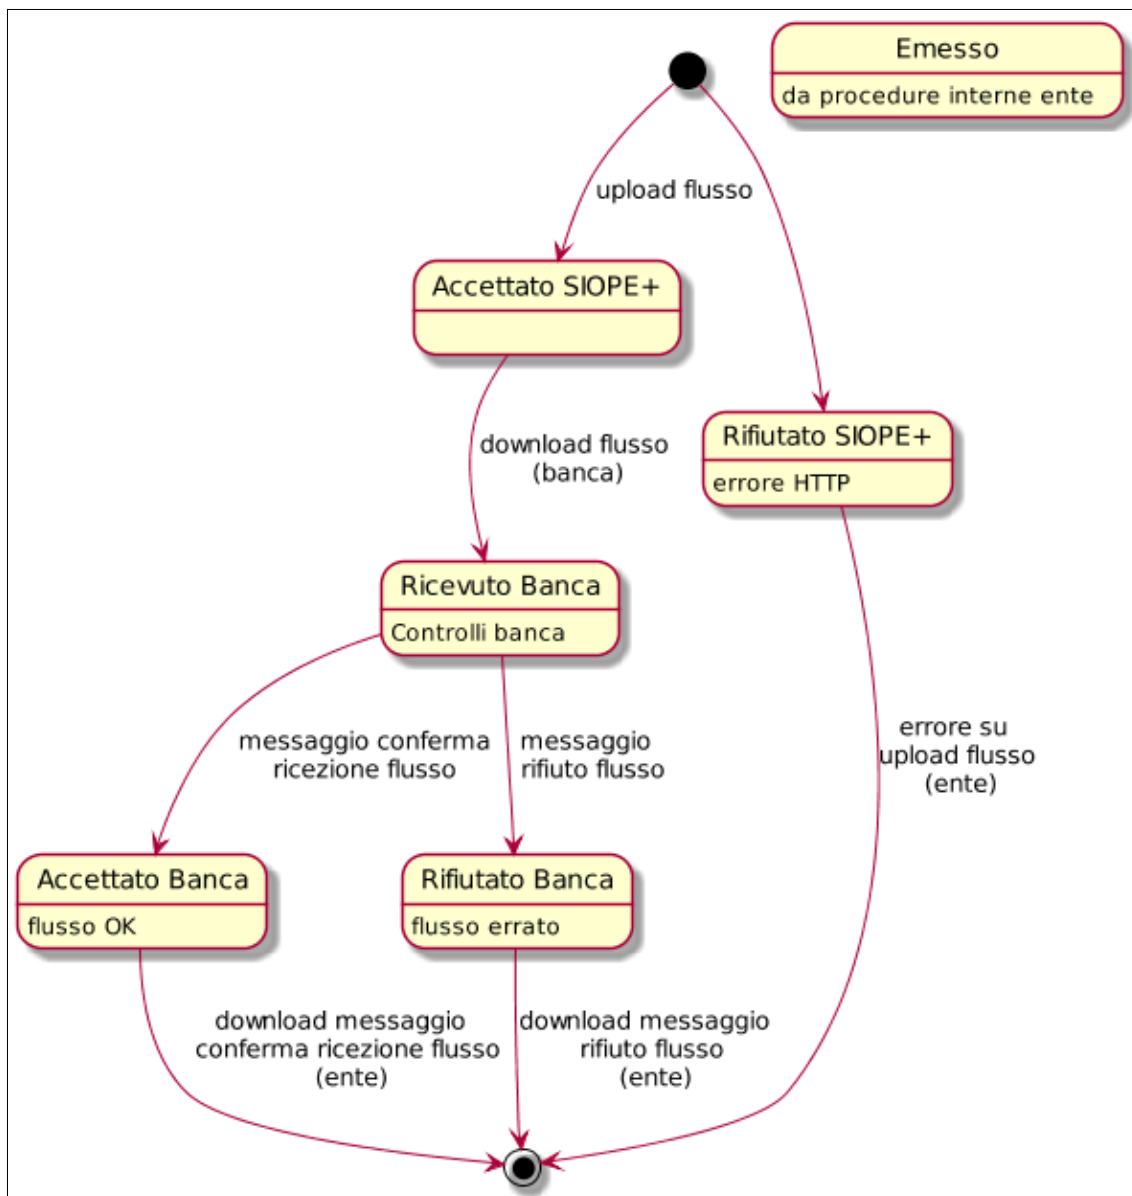 Emesso
da procedure interne ente
upload flusso
Accettato SIOPE+
download flusso
(banca)
Rifiutato SIOPE+
errore HTTP
Ricevuto Banca
Controlli banca
messaggio conferma
ricezione flusso
messaggio
rifiuto flusso
errore su
upload flusso
(ente)
Accettato Banca
flusso OK
Rifiutato Banca
flusso errato
download messaggio
conferma ricezione flusso
(ente)
download messaggio
rifiuto flusso
(ente)